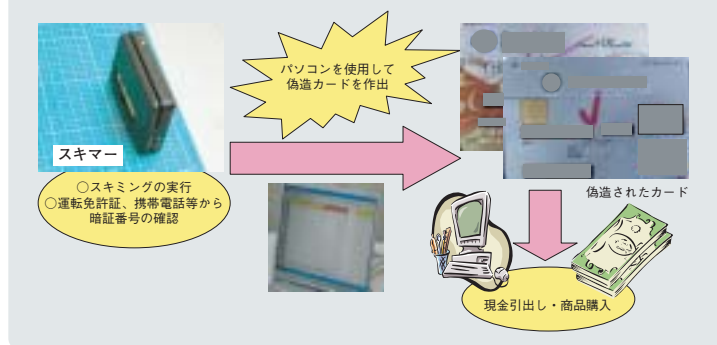 パソコンを使用して
偽造カードを作出
スキマー
○スキミングの実行
○運転免許証、携帯電話等から
暗証番号の確認
偽造されたカード
現金引出し・商品購入